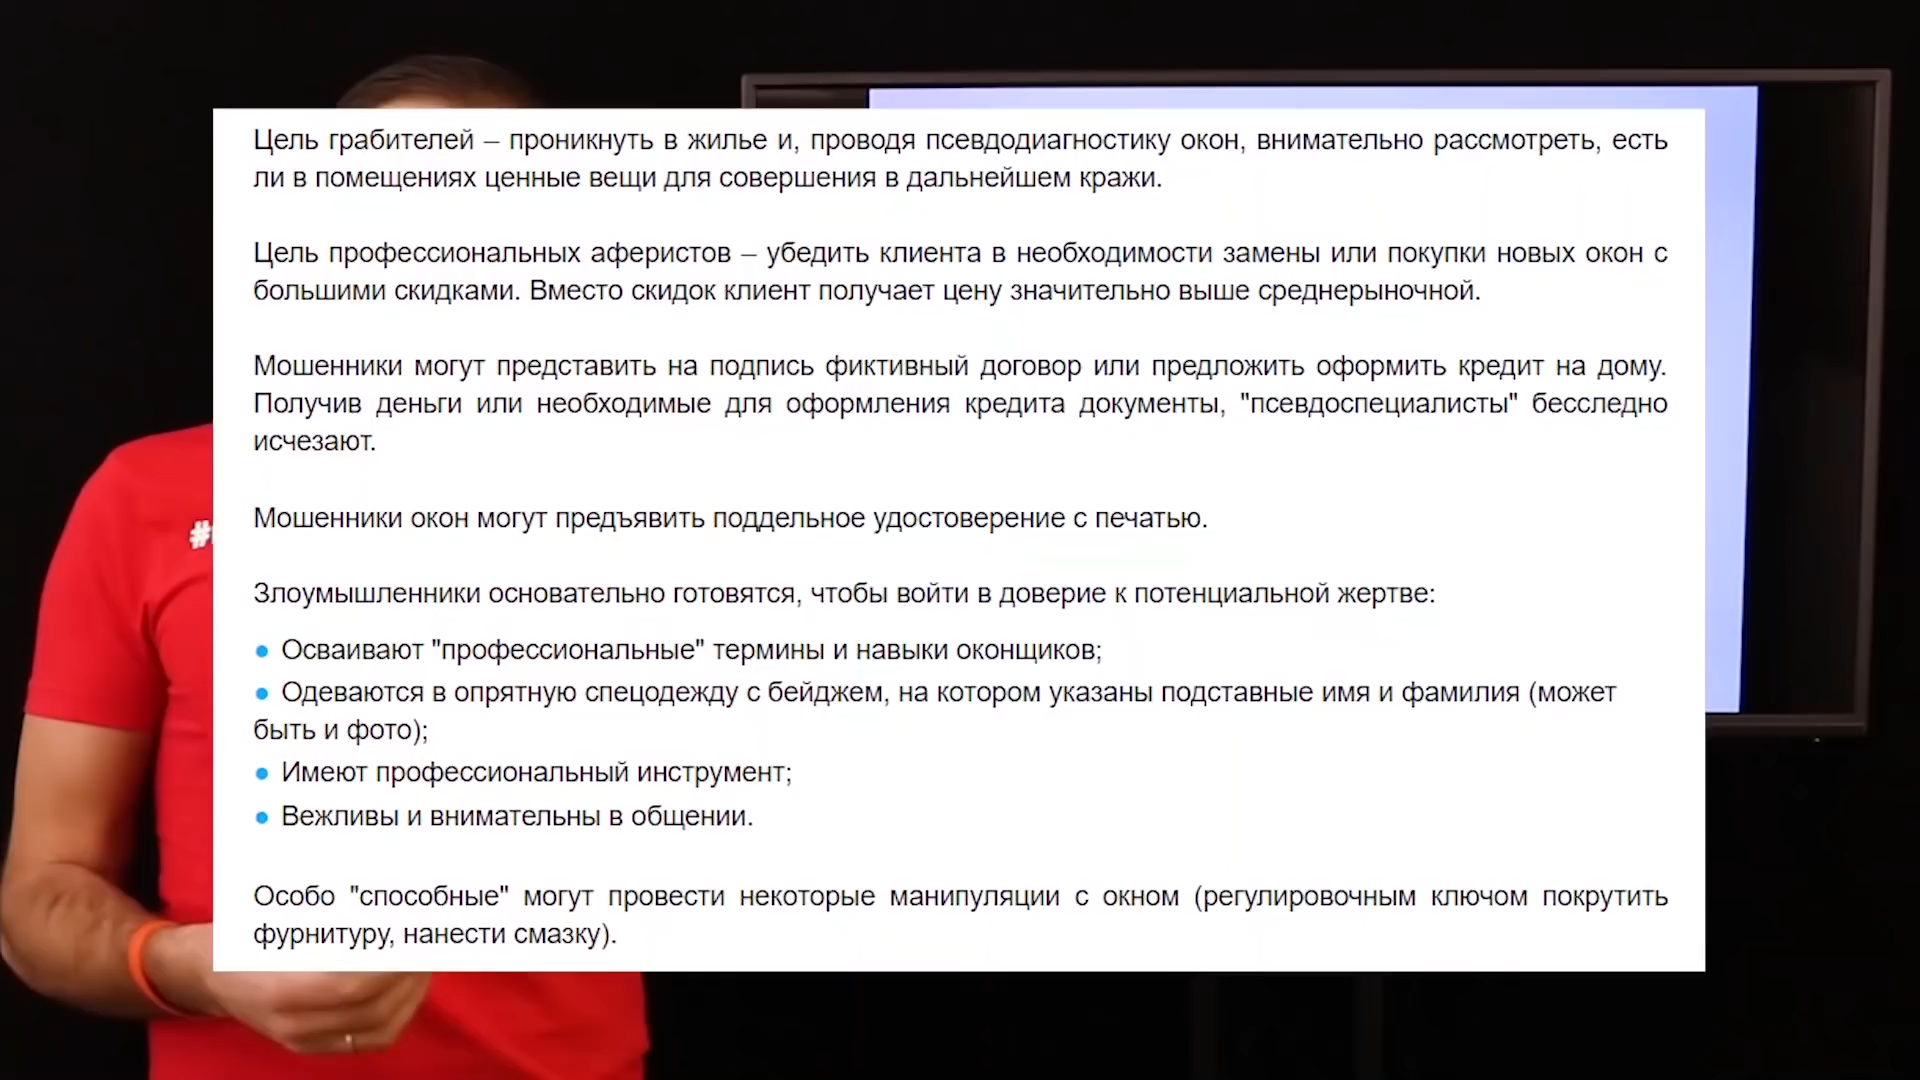 Цель грабителей – проникнуть в жилье и, проводя псевдодиагностику окон, внимательно рассмотреть, есть
ли в помещениях ценные вещи для совершения в дальнейшем кражи.
Цель профессиональных аферистов – убедить клиента в необходимости замены или покупки новых окон с
большими скидками. Вместо скидок клиент получает цену значительно выше среднерыночной.
Мошенники могут представить на подпись фиктивный договор или предложить оформить кредит на дому.
Получив деньги или необходимые для оформления кредита документы, "псевдоспециалисты" бесследно
исчезают.
#
Мошенники окон могут предъявить поддельное удостоверение с печатью.
Злоумышленники основательно готовятся, чтобы войти в доверие к потенциальной жертве:
● Осваивают "профессиональные" термины и навыки оконщиков;
● Одеваются в опрятную спецодежду с бейджем, на котором указаны подставные имя и фамилия (может
быть и фото);
● Имеют профессиональный инструмент;
● Вежливы и внимательны в общении.
Особо "способные" могут провести некоторые манипуляции с окном (регулировочным ключом покрутить
фурнитуру, нанести смазку).